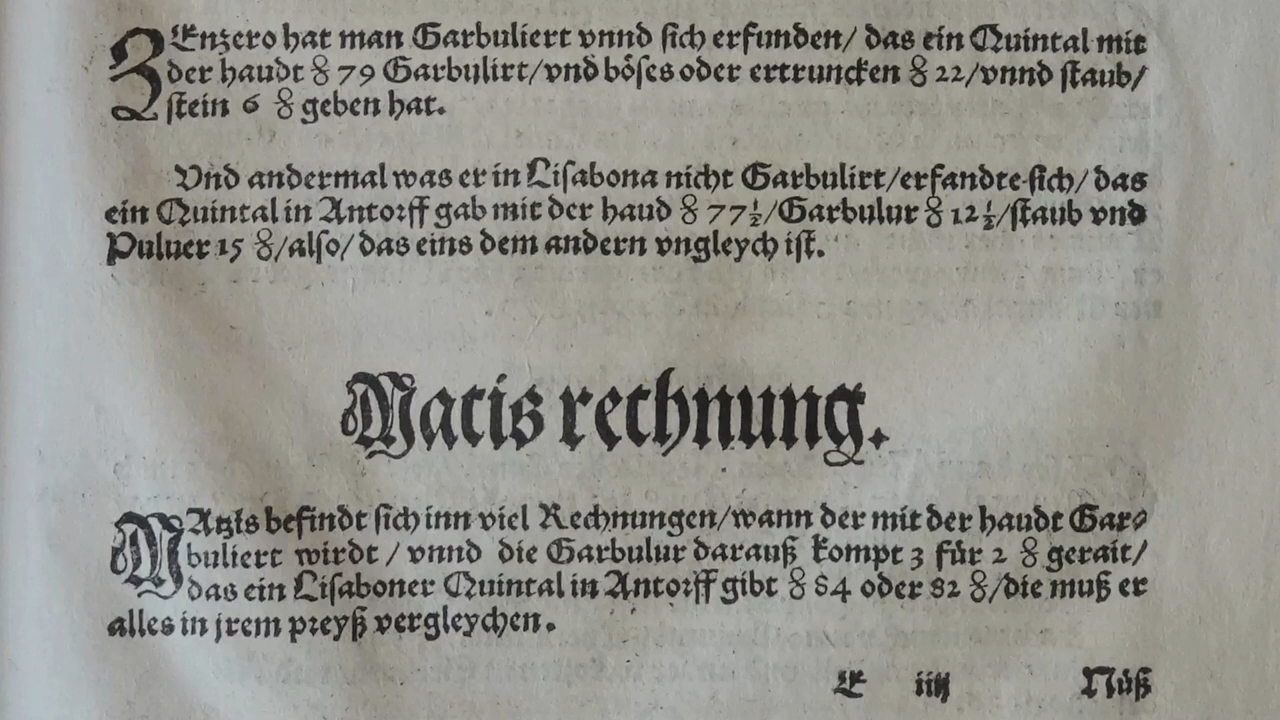 ZEnzero hat man Garbuliert vnnd sich erfunden/ das ein Quintal mit
der haudt ℔ 79 Garbulirt/vnd böses oder ertruncken ℔ 22/vnnd staub/
stein 6 ℔ geben hat.
Vnd andermal was er in Lisabona nicht Garbulirt/erfandte sich/ das
ein Quintal in Antorff gab mit der haud ℔ 77½/Garbulur ℔ 12½/staub vnd
Puluer 15 ℔/also/ das eins dem andern vngleych ist.
Matis rechnung.
MAtzis befindt sich inn viel Rechnungen/wann der mit der haudt Gar⸗
buliert wirdt / vnnd die Garbulur darauß kompt 3 für 2 ℔ gerait/
das ein Lisaboner Quintal in Antorff gibt ℔ 84 oder 82 ℔/die muß er
alles in jrem preyß vergleychen.
E iiij Nüß